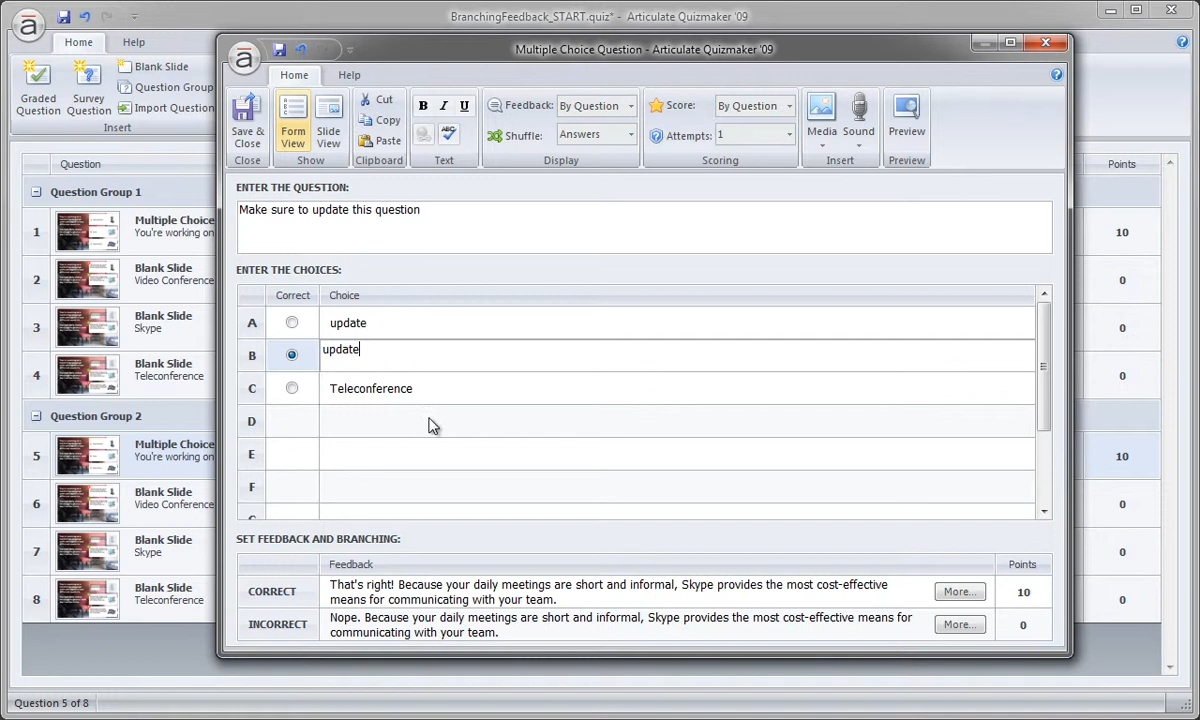 BranchingFeedback_START.quiz* - Articulate Quizmaker '09
Home
Help
Graded
Question
Survey
Question
Blank Slide
Question Group
Import Question
Insert
Question
Points
Question Group 1
1
Multiple Choice
You're working on
10
2
Blank Slide
Video Conference
0
3
Blank Slide
Skype
0
4
Blank Slide
Teleconference
0
Question Group 2
5
Multiple Choice
You're working on
10
6
Blank Slide
Video Conference
0
7
Blank Slide
Skype
0
8
Blank Slide
Teleconference
0
Question 5 of 8
Multiple Choice Question - Articulate Quizmaker '09
Home
Help
Save &
Close
Close
Form
View
Slide
View
Show
Cut
Copy
Paste
Clipboard
B I U
ABC
Text
Feedback: By Question
Shuffle: Answers
Display
Score: By Question
Attempts: 1
Scoring
Media
Sound
Insert
Preview
Preview
ENTER THE QUESTION:
Make sure to update this question
ENTER THE CHOICES:
Correct Choice
A update
B update
C Teleconference
D
E
F
SET FEEDBACK AND BRANCHING:
Feedback Points
CORRECT
That's right! Because your daily meetings are short and informal, Skype provides the most cost-effective
means for communicating with your team.
More...
10
INCORRECT
Nope. Because your daily meetings are short and informal, Skype provides the most cost-effective means for
communicating with your team.
More...
0